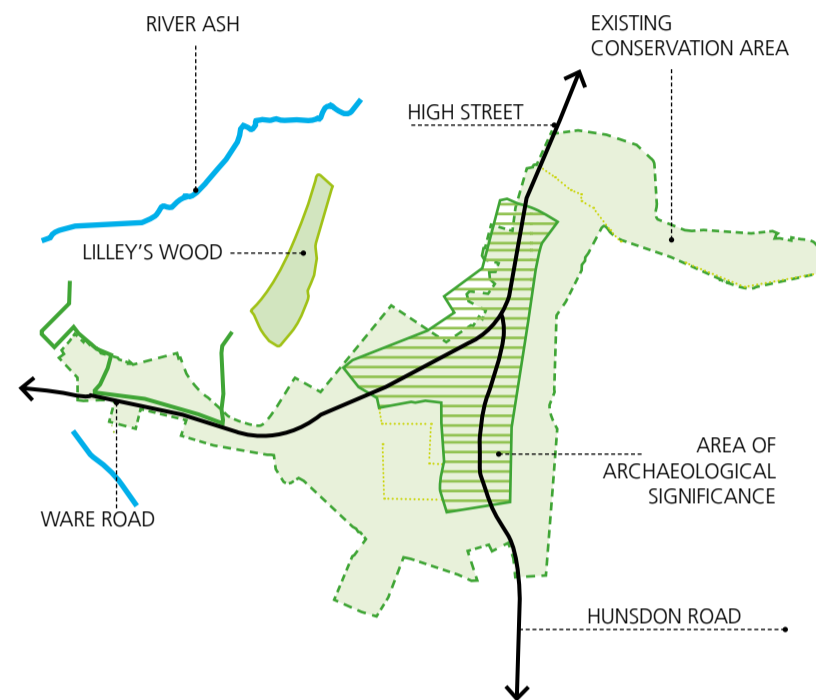 RIVER ASH
EXISTING
CONSERVATION AREA
HIGH STREET
LILLEY'S WOOD
AREA OF
ARCHAEOLOGICAL
SIGNIFICANCE
WARE ROAD
HUNSDON ROAD